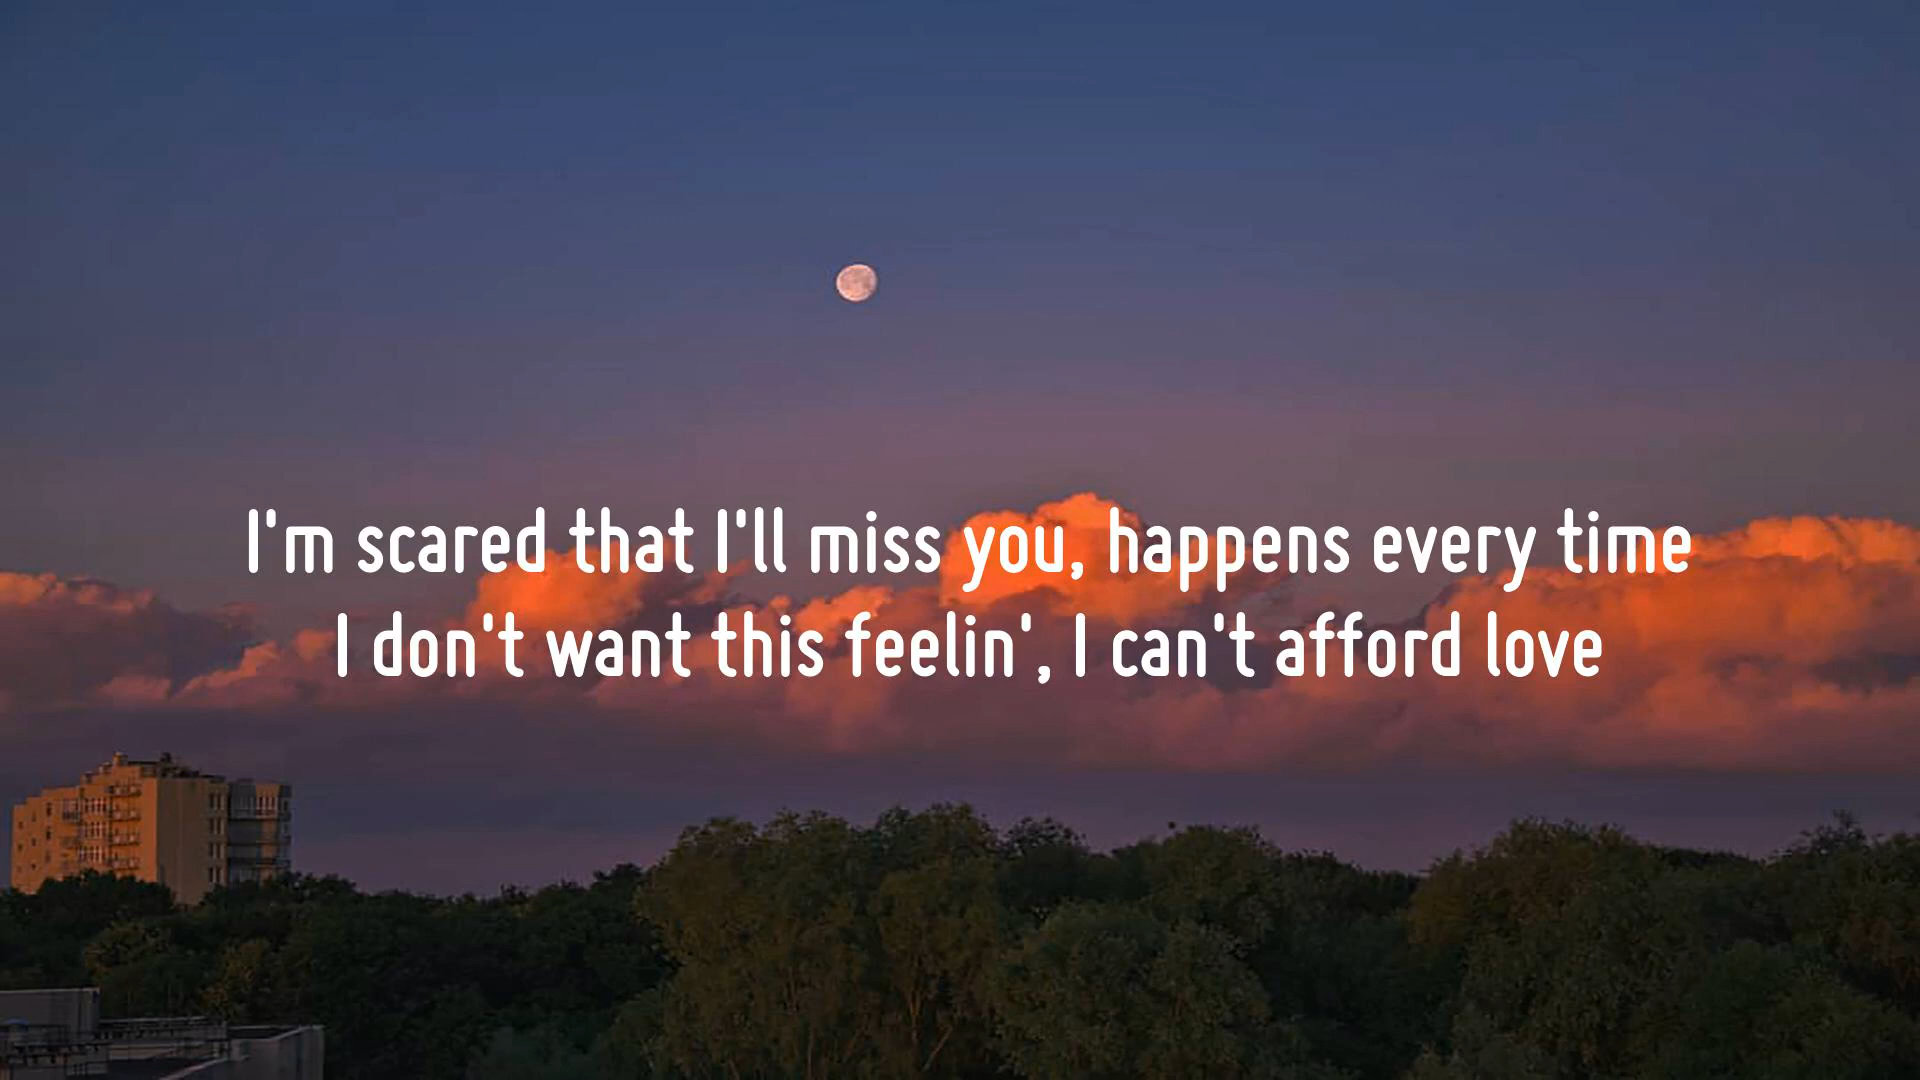 I'm scared that I'll miss you, happens every time
I don't want this feelin', I can't afford love